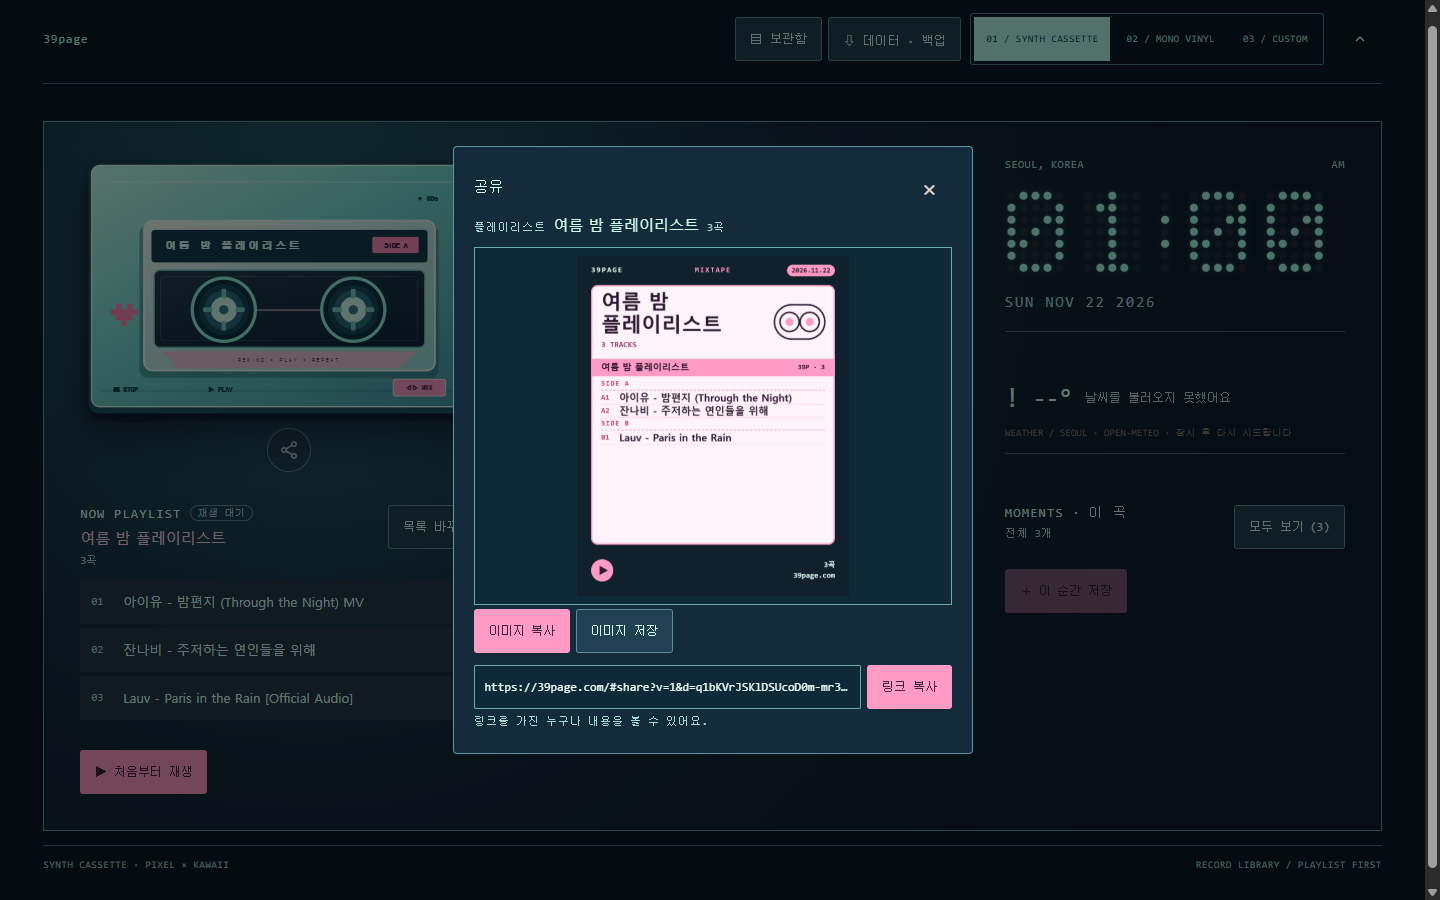 39page
보관함
데이터 · 백업
01 / SYNTH CASSETTE
02 / MONO VINYL
03 / CUSTOM
여름 밤 플레이리스트
SIDE A
REWIND · PLAY · REPEAT
STOP
PLAY
MIX
NOW PLAYLIST
재생 대기
여름 밤 플레이리스트
3곡
01 아이유 - 밤편지 (Through the Night) MV
02 잔나비 - 주저하는 연인들을 위해
03 Lauv - Paris in the Rain [Official Audio]
처음부터 재생
공유
플레이리스트 여름 밤 플레이리스트 3곡
39PAGE
MIXTAPE
2026.11.22
여름 밤
플레이리스트
3 TRACKS
여름 밤 플레이리스트
39P · 3
SIDE A
A1 아이유 - 밤편지 (Through the Night)
A2 잔나비 - 주저하는 연인들을 위해
SIDE B
B1 Lauv - Paris in the Rain
3곡
39page.com
이미지 복사
이미지 저장
https://39page.com/#share?v=1&d=q1bKVrJSKlDSUcoD0m-mr3…
링크 복사
링크를 가진 누구나 내용을 볼 수 있어요.
SEOUL, KOREA
AM
01:00
SUN NOV 22 2026
! --° 날씨를 불러오지 못했어요
WEATHER / SEOUL · OPEN-METEO · 잠시 후 다시 시도합니다
MOMENTS · 이 곡
전체 3개
모두 보기 (3)
+ 이 순간 저장
SYNTH CASSETTE · PIXEL × KAWAII
RECORD LIBRARY / PLAYLIST FIRST